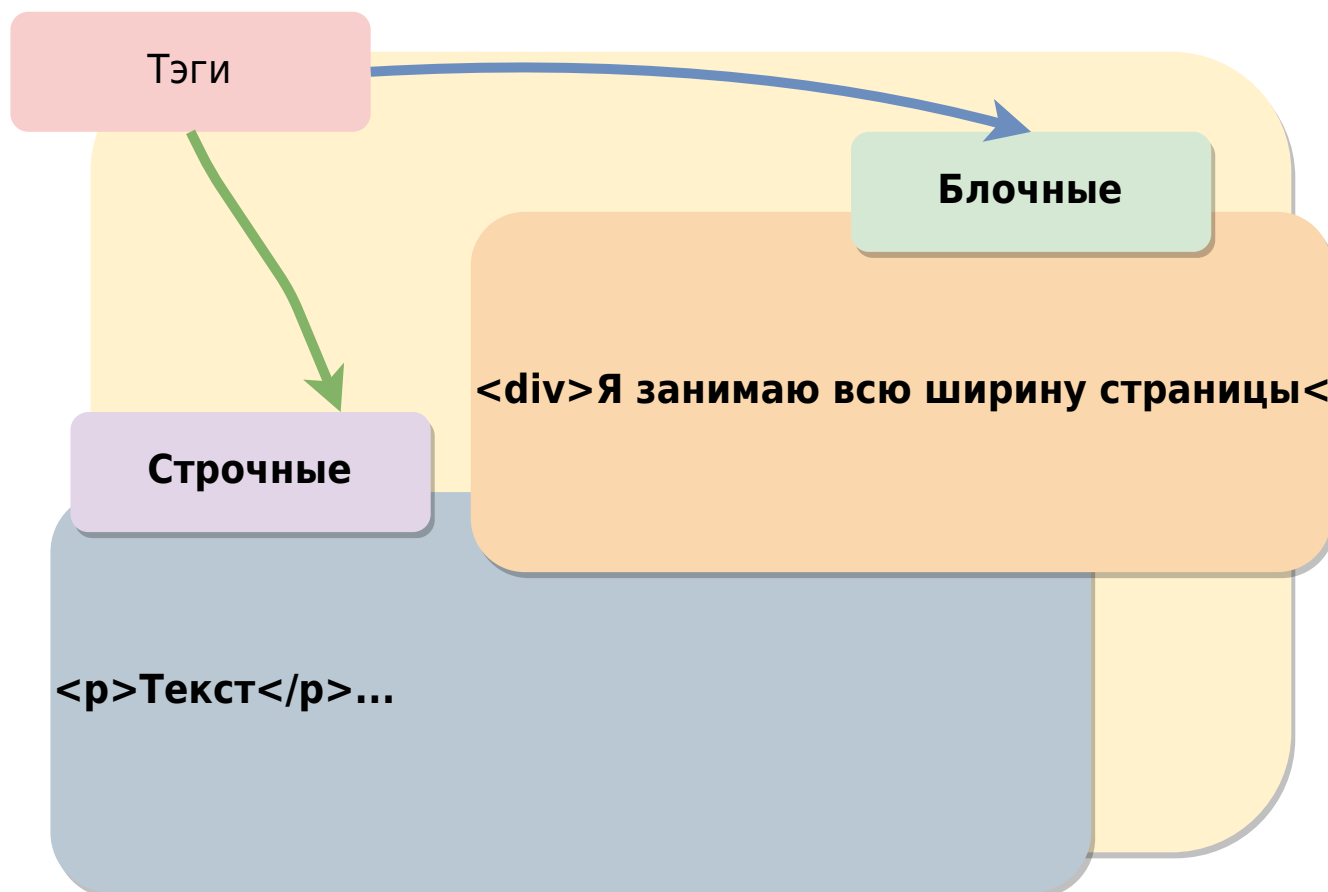 Тэги
Блочные
<div>Я занимаю всю ширину страницы<
Строчные
<p>Текст</p>...